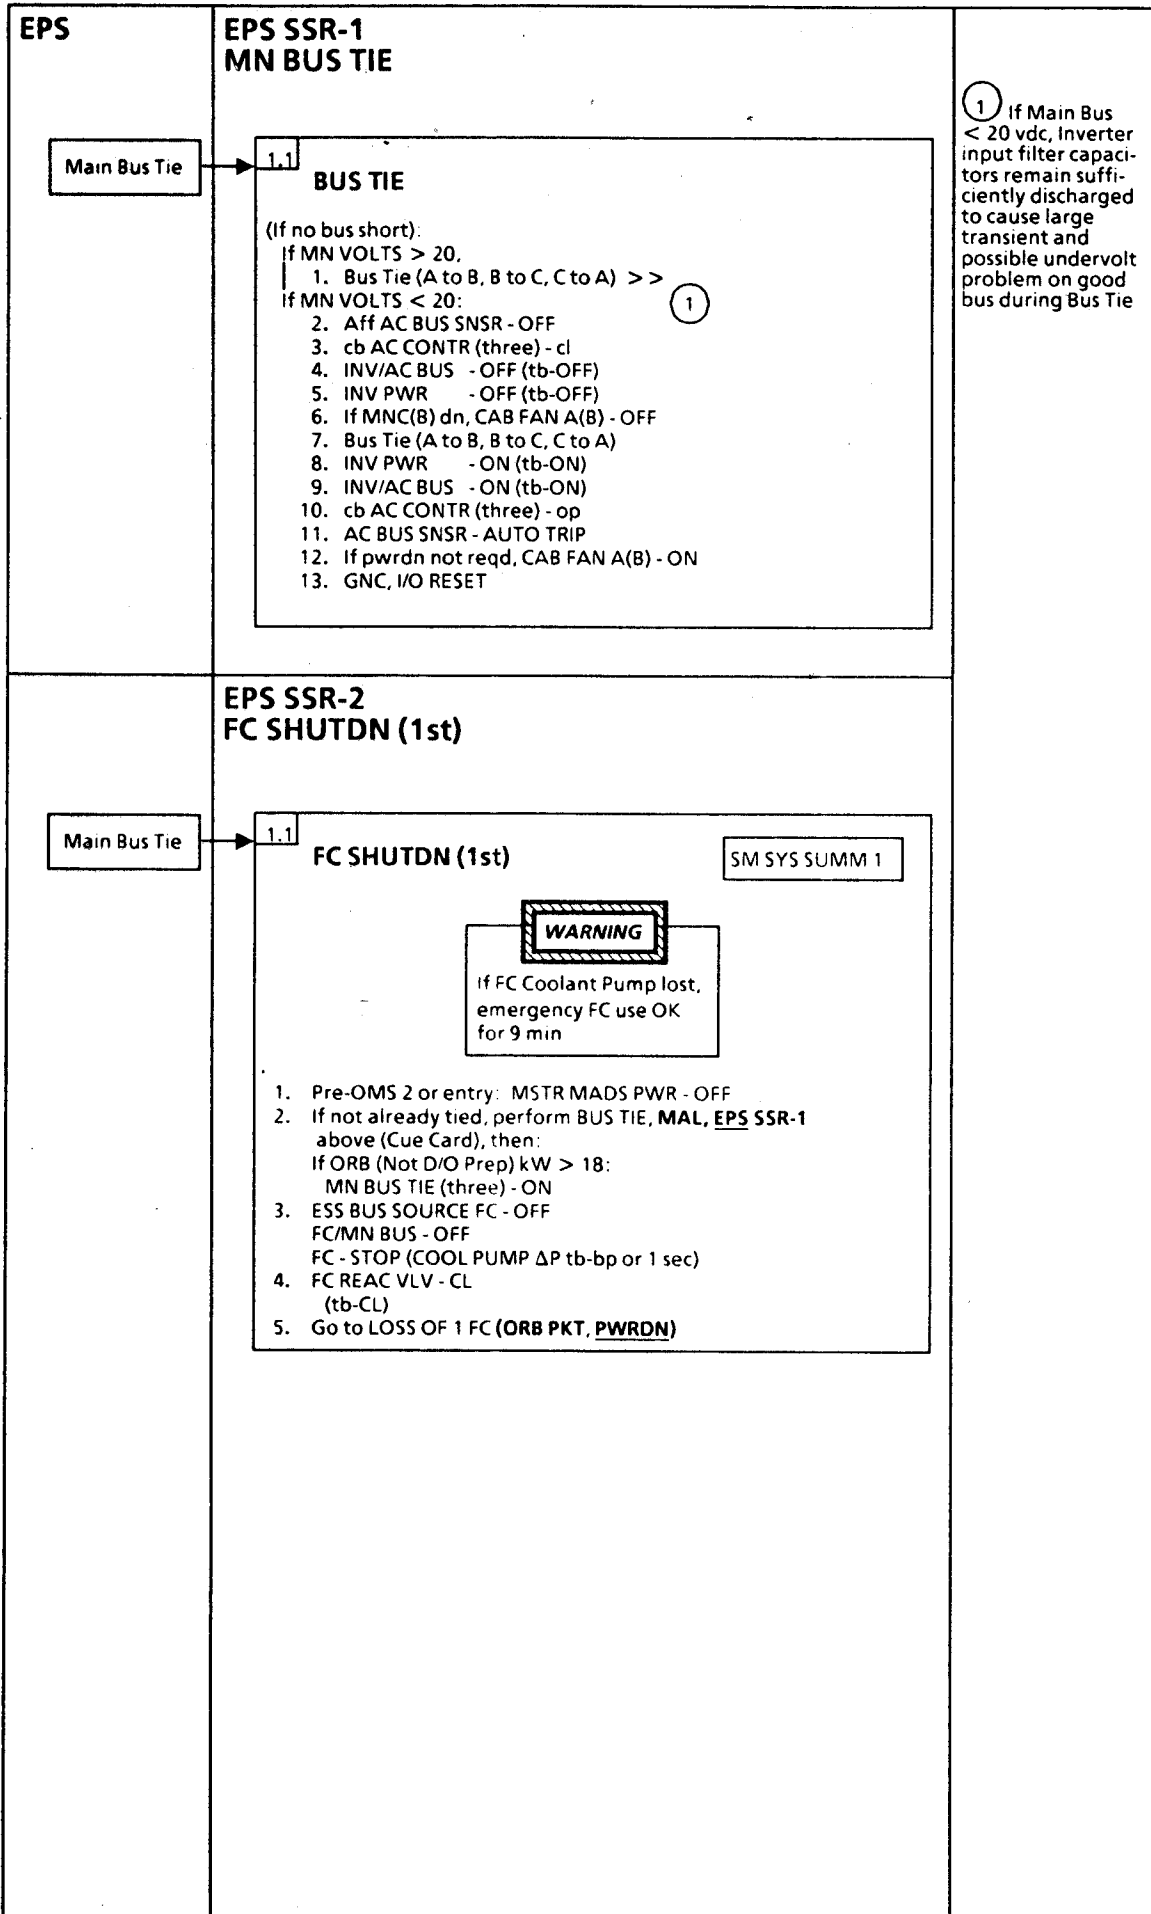 EPS
EPS SSR-1
MN BUS TIE
Main Bus Tie
1.1
BUS TIE
(If no bus short):
If MN VOLTS > 20,
1. Bus Tie (A to B, B to C, C to A) > >
If MN VOLTS < 20:
1
2. Aff AC BUS SNSR - OFF
3. cb AC CONTR (three) - cl
4. INV/AC BUS - OFF (tb-OFF)
5. INV PWR - OFF (tb-OFF)
6. If MNC(B) dn, CAB FAN A(B) - OFF
7. Bus Tie (A to B, B to C, C to A)
8. INV PWR - ON (tb-ON)
9. INV/AC BUS - ON (tb-ON)
10. cb AC CONTR (three) - op
11. AC BUS SNSR - AUTO TRIP
12. If pwrdn not reqd, CAB FAN A(B) - ON
13. GNC, I/O RESET
1 If Main Bus
< 20 vdc, Inverter
input filter capaci-
tors remain suffi-
ciently discharged
to cause large
transient and
possible undervolt
problem on good
bus during Bus Tie
EPS SSR-2
FC SHUTDN (1st)
Main Bus Tie
1.1
FC SHUTDN (1st)
SM SYS SUMM 1
WARNING
If FC Coolant Pump lost,
emergency FC use OK
for 9 min
1. Pre-OMS 2 or entry: MSTR MADS PWR - OFF
2. If not already tied, perform BUS TIE, MAL, EPS SSR-1
above (Cue Card), then:
If ORB (Not D/O Prep) kW > 18:
MN BUS TIE (three) - ON
3. ESS BUS SOURCE FC - OFF
FC/MN BUS - OFF
FC - STOP (COOL PUMP ΔP tb-bp or 1 sec)
4. FC REAC VLV - CL
(tb-CL)
5. Go to LOSS OF 1 FC (ORB PKT, PWRDN)